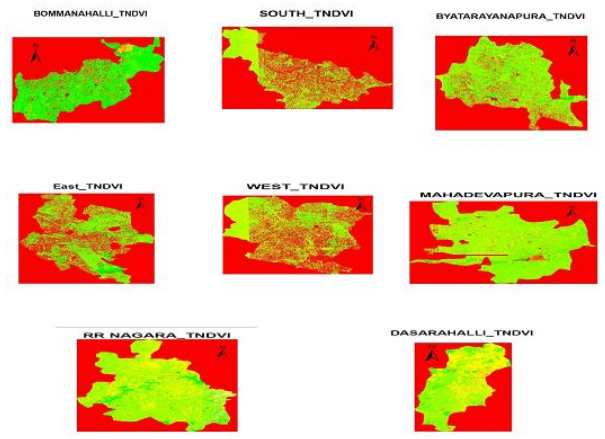 BOMMANAHALLI_TNDVI
SOUTH_TNDVI
BYATARAYANAPURA_TNDVI
East_TNDVI
WEST_TNDVI
MAHADEVAPURA_TNDVI
RR NAGARA_TNDVI
DASARAHALLI_TNDVI